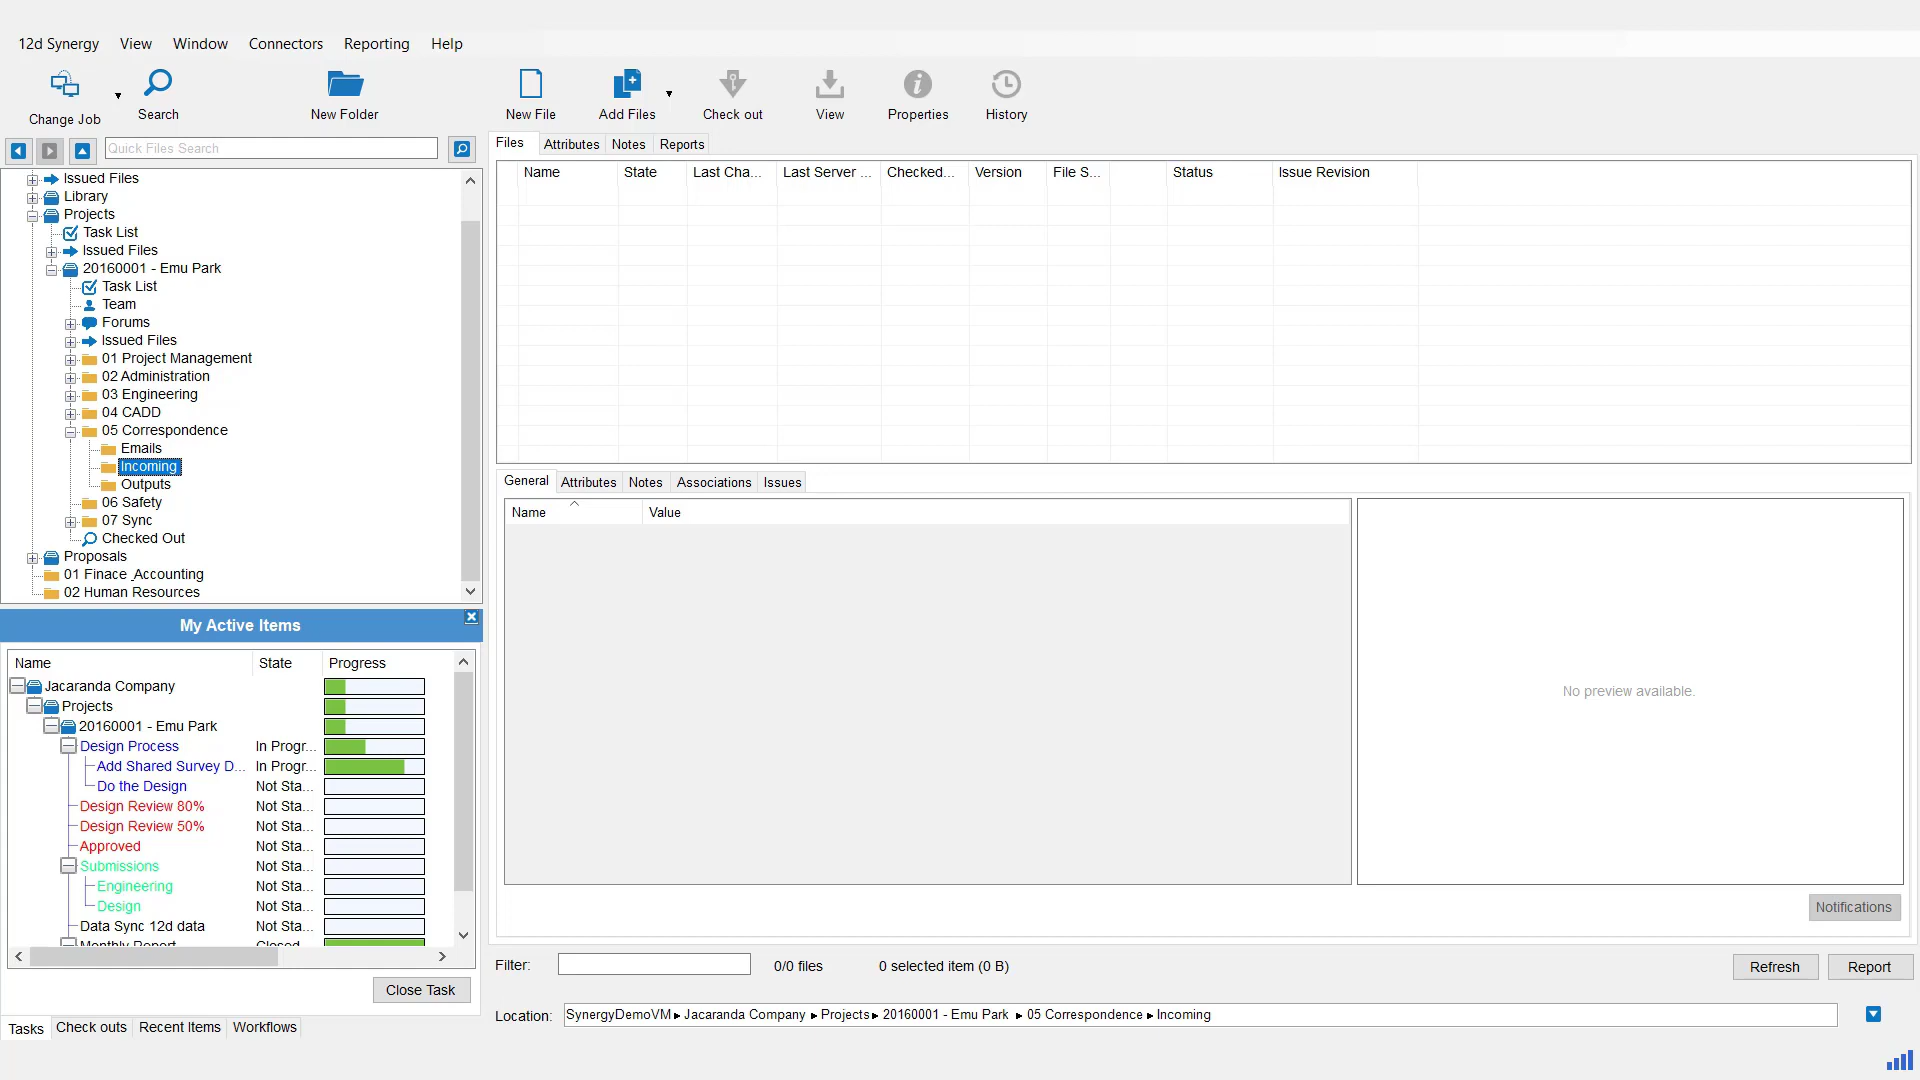 12d Synergy View Window Connectors Reporting Help
Change Job Search New Folder New File Add Files Check out View Properties History
Quick Files Search
Issued Files
Library
Projects
Task List
Issued Files
20160001 - Emu Park
Task List
Team
Forums
Issued Files
01 Project Management
02 Administration
03 Engineering
04 CADD
05 Correspondence
Emails
Incoming
Outputs
06 Safety
07 Sync
Checked Out
Proposals
01 Finace _Accounting
02 Human Resources
My Active Items
Name State Progress
Jacaranda Company
Projects
20160001 - Emu Park
Design Process In Progr...
Add Shared Survey D... In Progr...
Do the Design Not Sta...
Design Review 80% Not Sta...
Design Review 50% Not Sta...
Approved Not Sta...
Submissions Not Sta...
Engineering Not Sta...
Design Not Sta...
Data Sync 12d data Not Sta...
Monthly Report Closed
Close Task
Tasks Check outs Recent Items Workflows
Files Attributes Notes Reports
Name State Last Cha... Last Server ... Checked... Version File S... Status Issue Revision
General Attributes Notes Associations Issues
Name Value
No preview available.
Notifications
Filter: 0/0 files 0 selected item (0 B) Refresh Report
Location: SynergyDemoVM ▸ Jacaranda Company ▸ Projects ▸ 20160001 - Emu Park ▸ 05 Correspondence ▸ Incoming